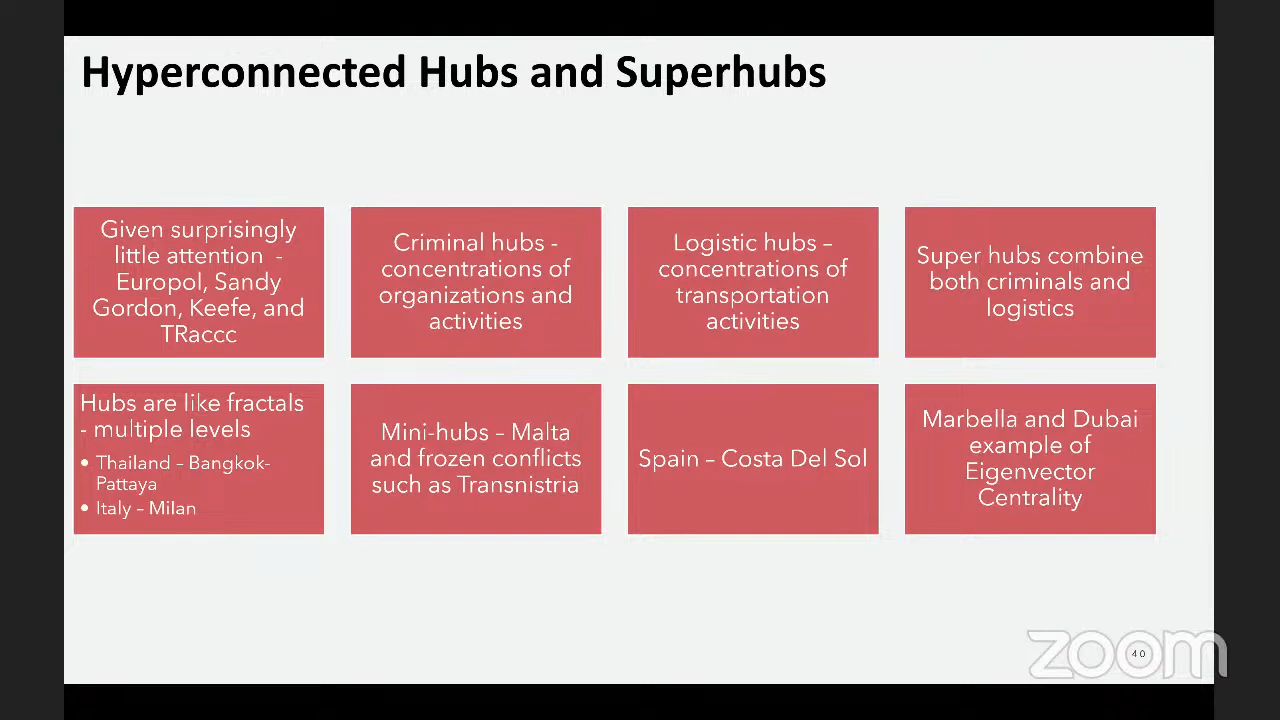 Hyperconnected Hubs and Superhubs
Given surprisingly
little attention -
Europol, Sandy
Gordon, Keefe, and
TRaccc
Criminal hubs -
concentrations of
organizations and
activities
Logistic hubs –
concentrations of
transportation
activities
Super hubs combine
both criminals and
logistics
Hubs are like fractals
- multiple levels
• Thailand – Bangkok-
Pattaya
• Italy – Milan
Mini-hubs – Malta
and frozen conflicts
such as Transnistria
Spain – Costa Del Sol
Marbella and Dubai
example of
Eigenvector
Centrality
zoom
40